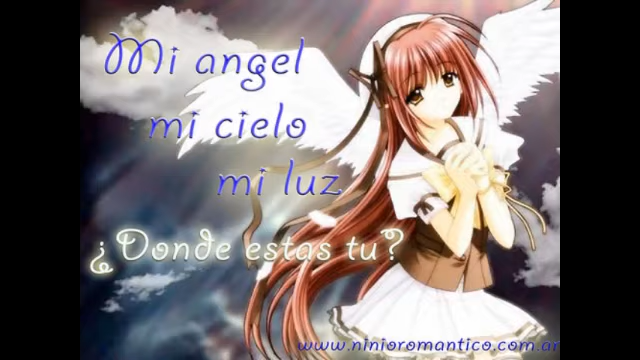 Mi angel
mi cielo
mi luz
¿Donde estas tu?
www.ninioromantico.com.ar